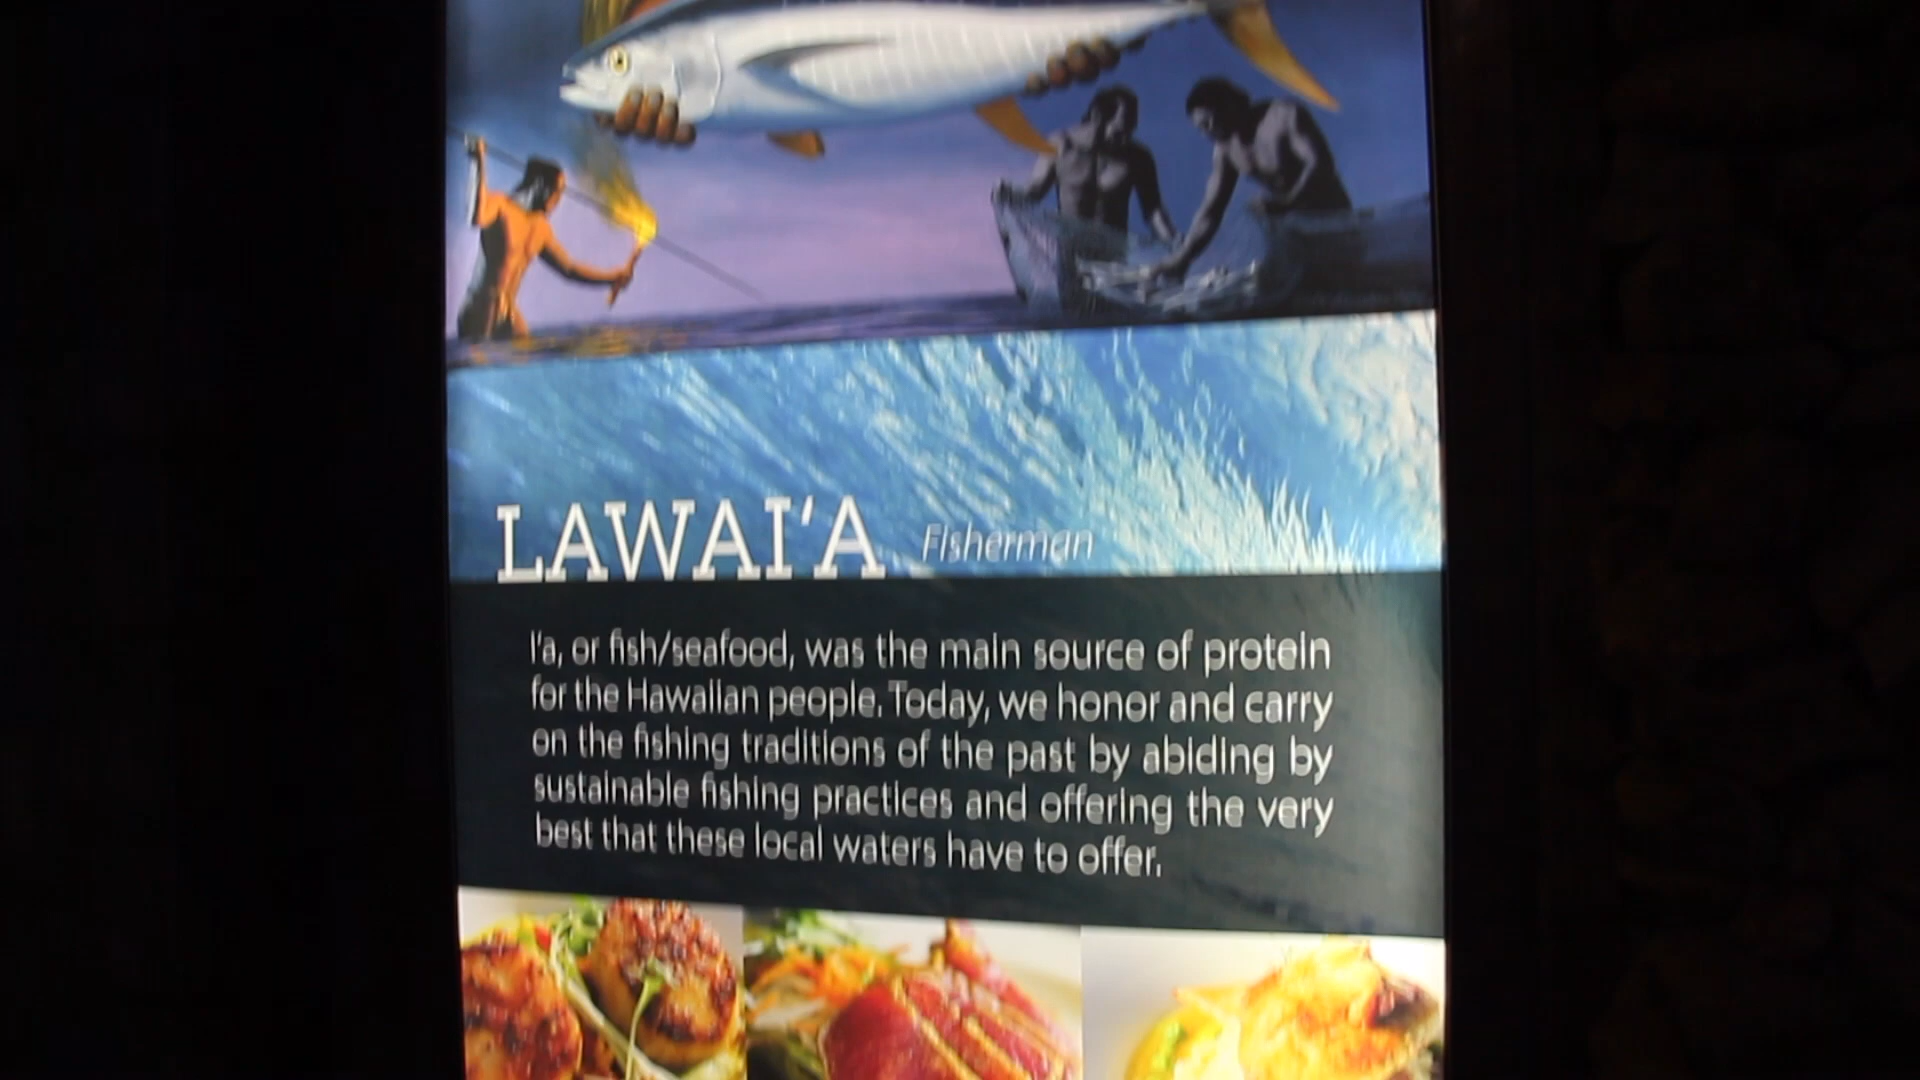 LAWAI'A Fisherman
I'a, or fish/seafood, was the main source of protein
for the Hawaiian people. Today, we honor and carry
on the fishing traditions of the past by abiding by
sustainable fishing practices and offering the very
best that these local waters have to offer.